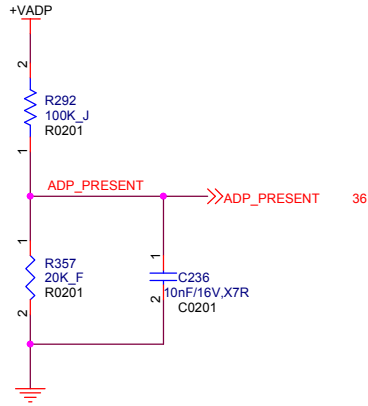 +VADP
2
R292
100K_J
R0201
1
ADP_PRESENT
ADP_PRESENT 36
1
R357
20K_F
R0201
2
1
C236
10nF/16V,X7R
C0201
2